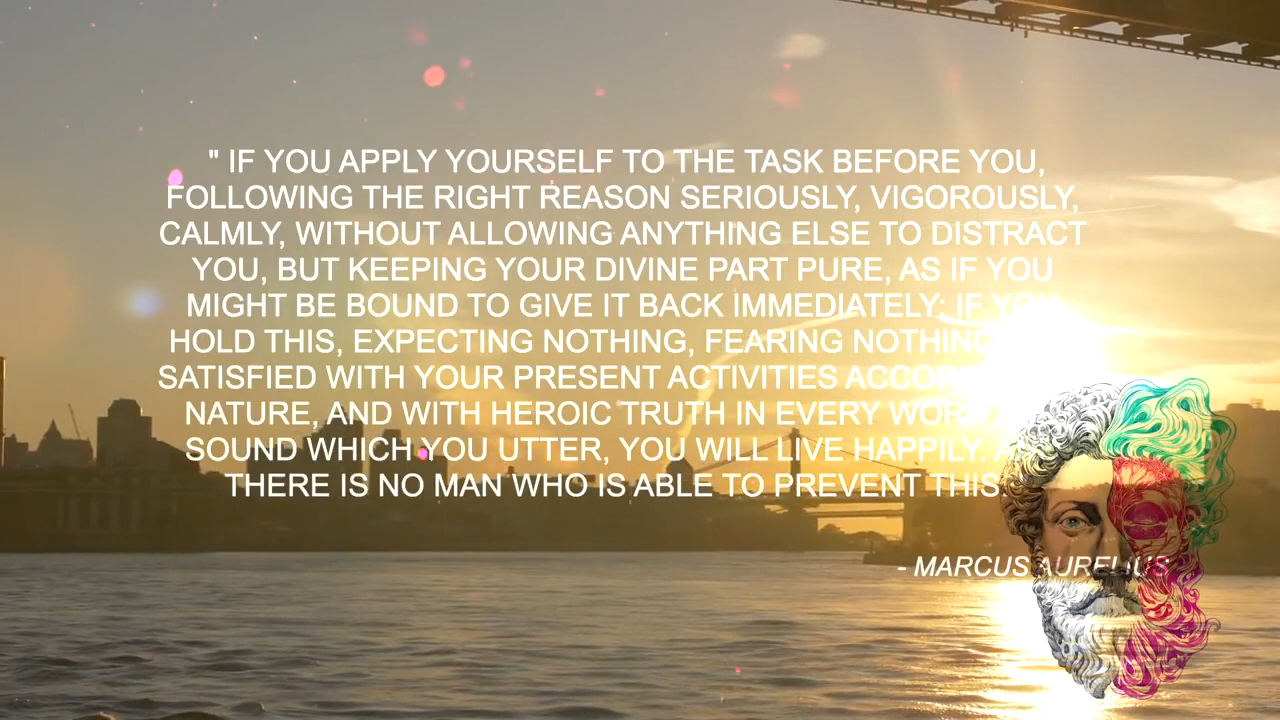 " IF YOU APPLY YOURSELF TO THE TASK BEFORE YOU,
FOLLOWING THE RIGHT REASON SERIOUSLY, VIGOROUSLY,
CALMLY, WITHOUT ALLOWING ANYTHING ELSE TO DISTRACT
YOU, BUT KEEPING YOUR DIVINE PART PURE, AS IF YOU
MIGHT BE BOUND TO GIVE IT BACK IMMEDIATELY; IF YOU
HOLD THIS, EXPECTING NOTHING, FEARING NOTHING
SATISFIED WITH YOUR PRESENT ACTIVITIES
NATURE, AND WITH HEROIC TRUTH IN EVERY WORD
SOUND WHICH YOU UTTER, YOU WILL LIVE HAPPILY.
THERE IS NO MAN WHO IS ABLE TO PREVENT THIS
- MARCUS AURELIUS